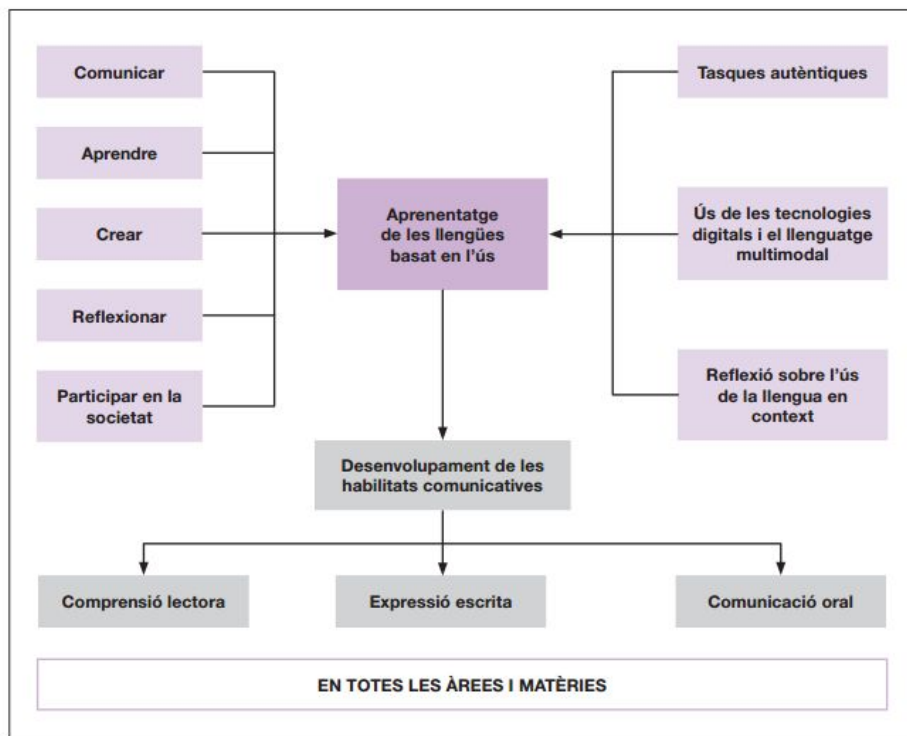 Comunicar
Aprendre
Crear
Reflexionar
Participar en la
societat
Aprenentatge
de les llengües
basat en l'ús
Tasques autèntiques
Ús de les tecnologies
digitals i el llenguatge
multimodal
Reflexió sobre l'ús
de la llengua en
context
Desenvolupament de les
habilitats comunicatives
Comprensió lectora
Expressió escrita
Comunicació oral
EN TOTES LES ÀREES I MATÈRIES